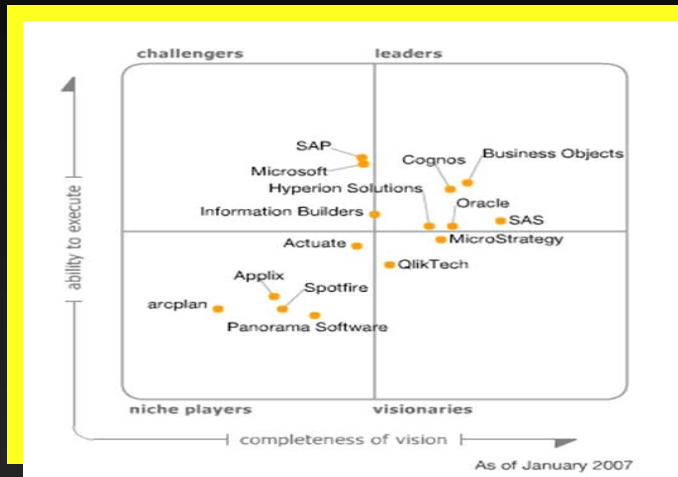 challengers
leaders
ability to execute
SAP
Microsoft
Cognos
Business Objects
Hyperion Solutions
Oracle
Information Builders
SAS
Actuate
MicroStrategy
QlikTech
Applix
Spotfire
arcplan
Panorama Software
niche players
visionaries
completeness of vision
As of January 2007